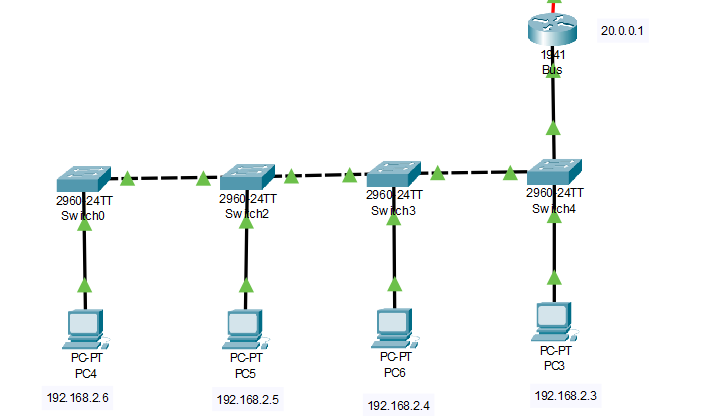 20.0.0.1
1941
Bus
2960-24TT
Switch0
2960-24TT
Switch2
2960-24TT
Switch3
2960-24TT
Switch4
PC-PT
PC4
PC-PT
PC5
PC-PT
PC6
PC-PT
PC3
192.168.2.6
192.168.2.5
192.168.2.4
192.168.2.3